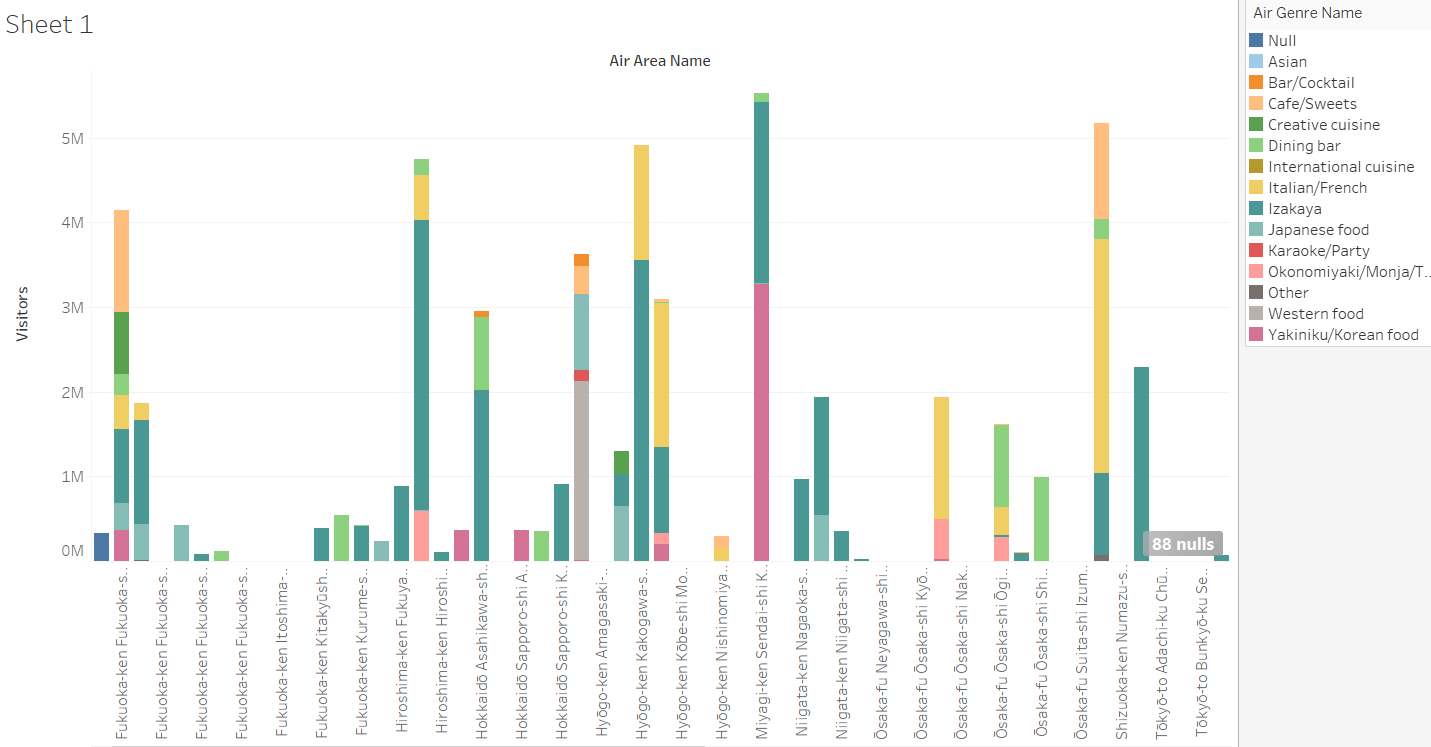 Sheet 1
Air Area Name
Visitors
5M
4M
3M
2M
1M
0M
88 nulls
Fukuoka-ken Fukuoka-s..
Fukuoka-ken Fukuoka-s..
Fukuoka-ken Fukuoka-s..
Fukuoka-ken Fukuoka-s..
Fukuoka-ken Itoshima-..
Fukuoka-ken Kitakyūsh..
Fukuoka-ken Kurume-s..
Hiroshima-ken Fukuya..
Hiroshima-ken Hiroshi..
Hokkaidō Asahikawa-sh..
Hokkaidō Sapporo-shi A..
Hokkaidō Sapporo-shi K..
Hyōgo-ken Amagasaki-..
Hyōgo-ken Kakogawa-s..
Hyōgo-ken Kōbe-shi Mo..
Hyōgo-ken Nishinomiya..
Miyagi-ken Sendai-shi K..
Niigata-ken Nagaoka-s..
Niigata-ken Niigata-shi ..
Ōsaka-fu Neyagawa-shi..
Ōsaka-fu Ōsaka-shi Kyō..
Ōsaka-fu Ōsaka-shi Nak..
Ōsaka-fu Ōsaka-shi Ōgi..
Ōsaka-fu Ōsaka-shi Shi..
Ōsaka-fu Suita-shi Izum..
Shizuoka-ken Numazu-s..
Tōkyō-to Adachi-ku Chū..
Tōkyō-to Bunkyō-ku Se..
Air Genre Name
Null
Asian
Bar/Cocktail
Cafe/Sweets
Creative cuisine
Dining bar
International cuisine
Italian/French
Izakaya
Japanese food
Karaoke/Party
Okonomiyaki/Monja/T..
Other
Western food
Yakiniku/Korean food